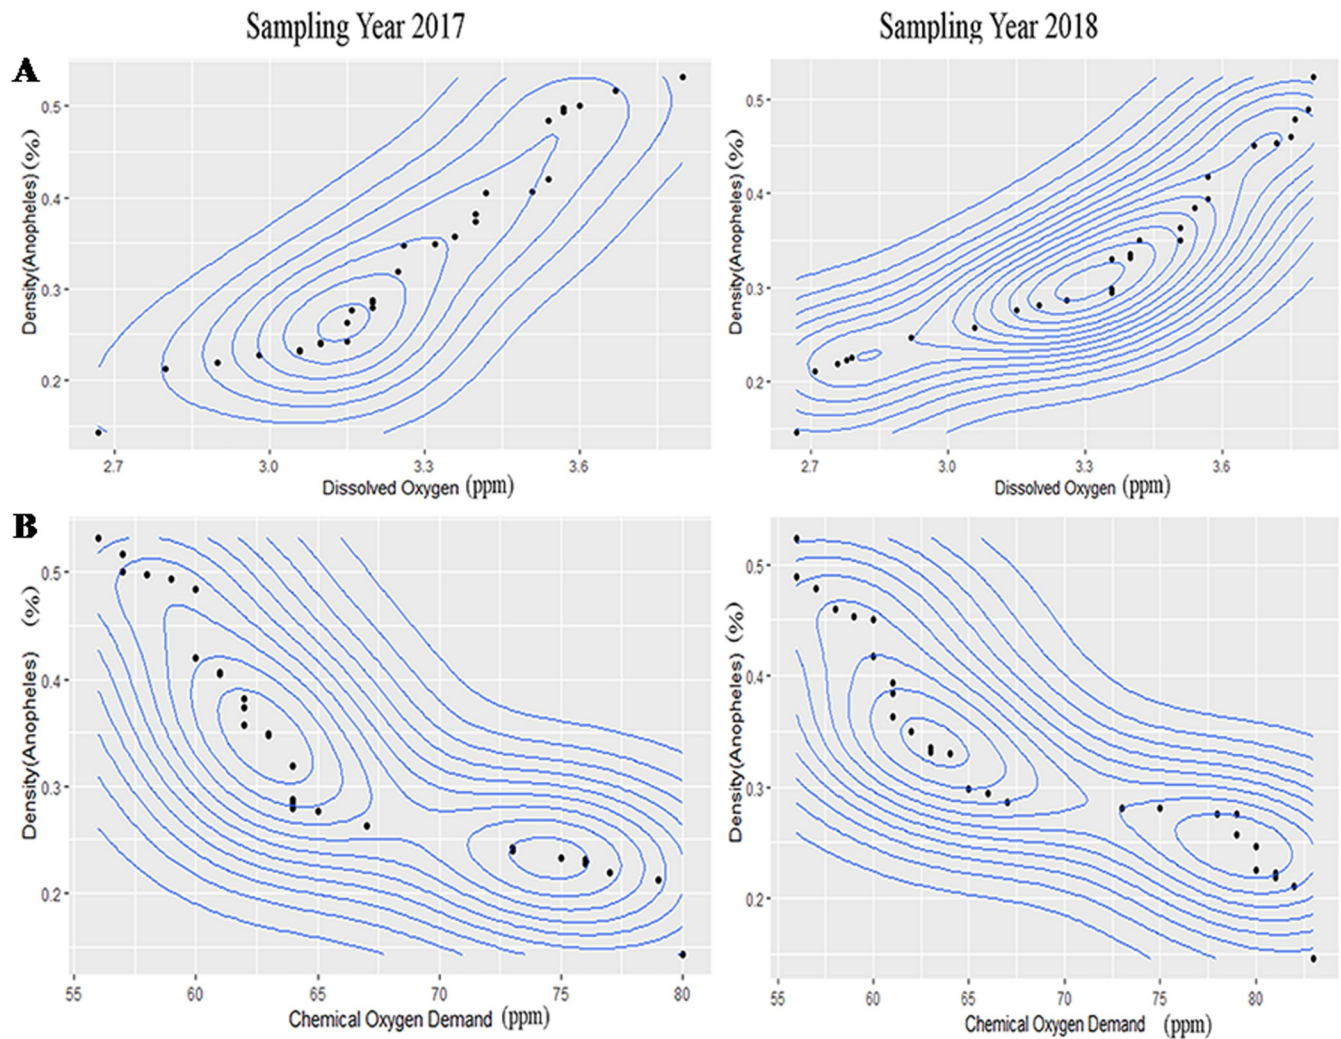 Sampling Year 2017
Sampling Year 2018
A
Density(Anopheles) (%)
0.5
0.4
0.3
0.2
2.7 3.0 3.3 3.6
Dissolved Oxygen (ppm)
Density(Anopheles) (%)
0.5
0.4
0.3
0.2
2.7 3.0 3.3 3.6
Dissolved Oxygen (ppm)
B
Density(Anopheles) (%)
0.5
0.4
0.3
0.2
55 60 65 70 75 80
Chemical Oxygen Demand (ppm)
Density(Anopheles) (%)
0.5
0.4
0.3
0.2
55 60 65 70 75 80
Chemical Oxygen Demand (ppm)